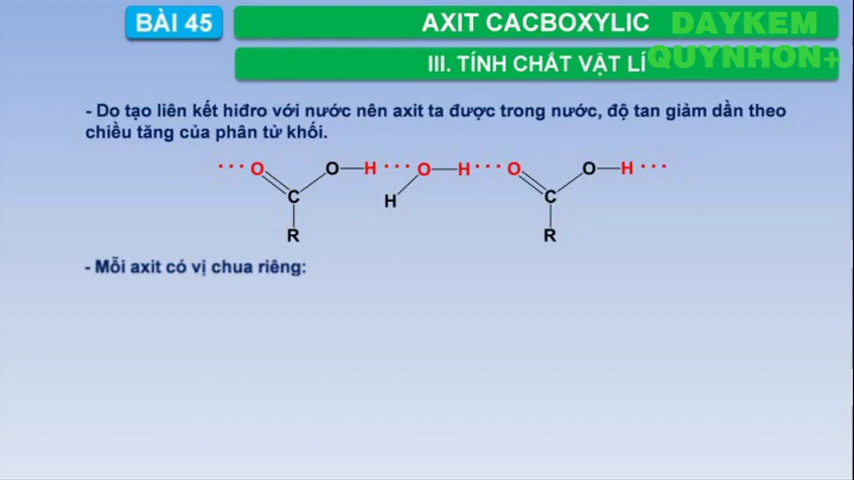 BÀI 45
AXIT CACBOXYLIC
DAYKEM
QUYNHON+
III. TÍNH CHẤT VẬT LÍ
- Do tạo liên kết hiđro với nước nên axit ta được trong nước, độ tan giảm dần theo
chiều tăng của phân tử khối.
··· O O H ··· O H ··· O O H ···
C H C
R R
- Mỗi axit có vị chua riêng: